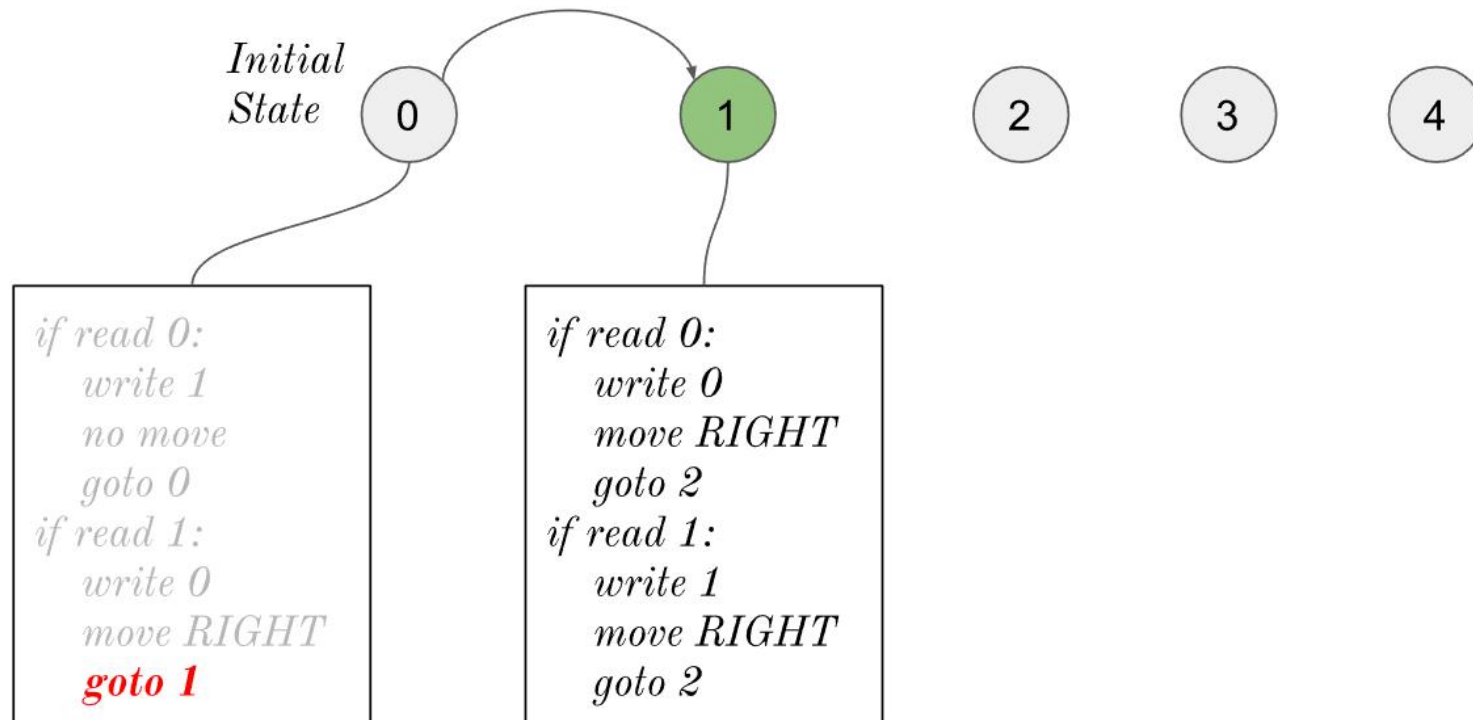 Initial
State
0
1
2
3
4
if read 0:
write 1
no move
goto 0
if read 1:
write 0
move RIGHT
goto 1
if read 0:
write 0
move RIGHT
goto 2
if read 1:
write 1
move RIGHT
goto 2